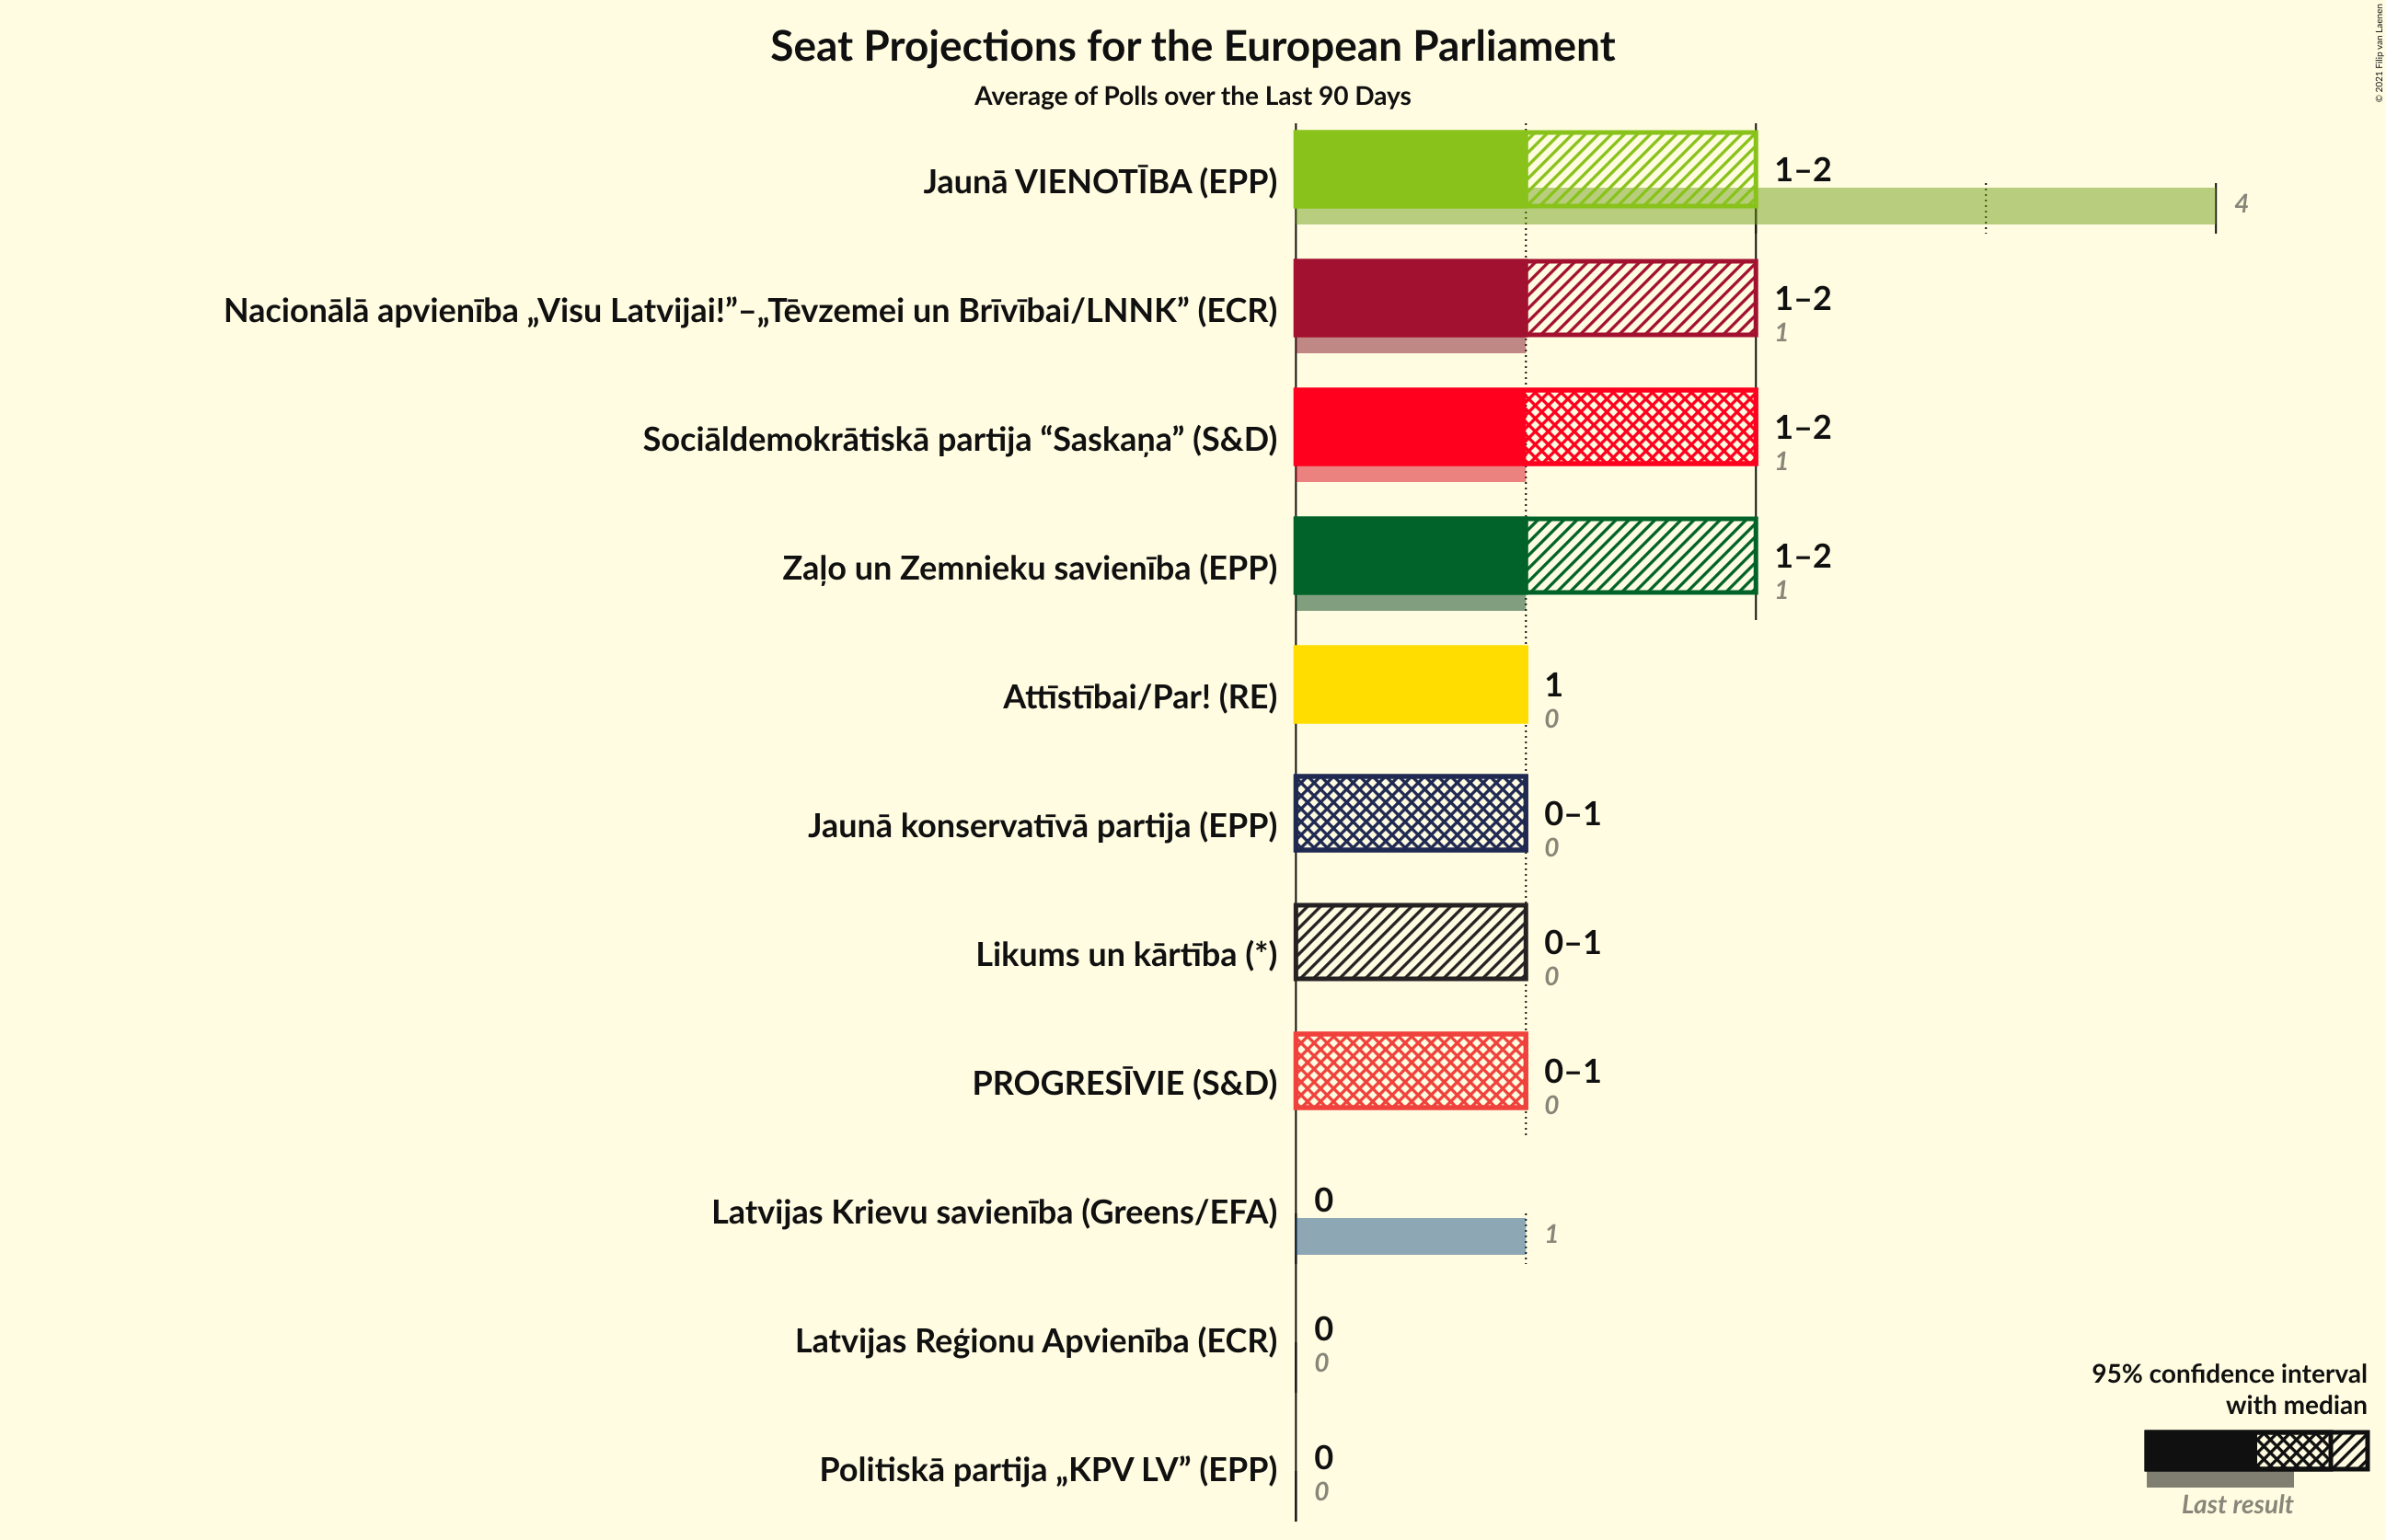 © 2021 Filip van Laenen
Seat Projections for the European Parliament
Average of Polls over the Last 90 Days
Jaunā VIENOTĪBA (EPP)
1–2
4
Nacionālā apvienība „Visu Latvijai!”–„Tēvzemei un Brīvībai/LNNK” (ECR)
1–2
1
Sociāldemokrātiskā partija “Saskaņa” (S&D)
1–2
1
Zaļo un Zemnieku savienība (EPP)
1–2
1
Attīstībai/Par! (RE)
1
0
Jaunā konservatīvā partija (EPP)
0–1
0
Likums un kārtība (*)
0–1
0
PROGRESĪVIE (S&D)
0–1
0
Latvijas Krievu savienība (Greens/EFA)
0
1
Latvijas Reģionu Apvienība (ECR)
0
0
Politiskā partija „KPV LV” (EPP)
0
0
95% confidence interval
with median
Last result